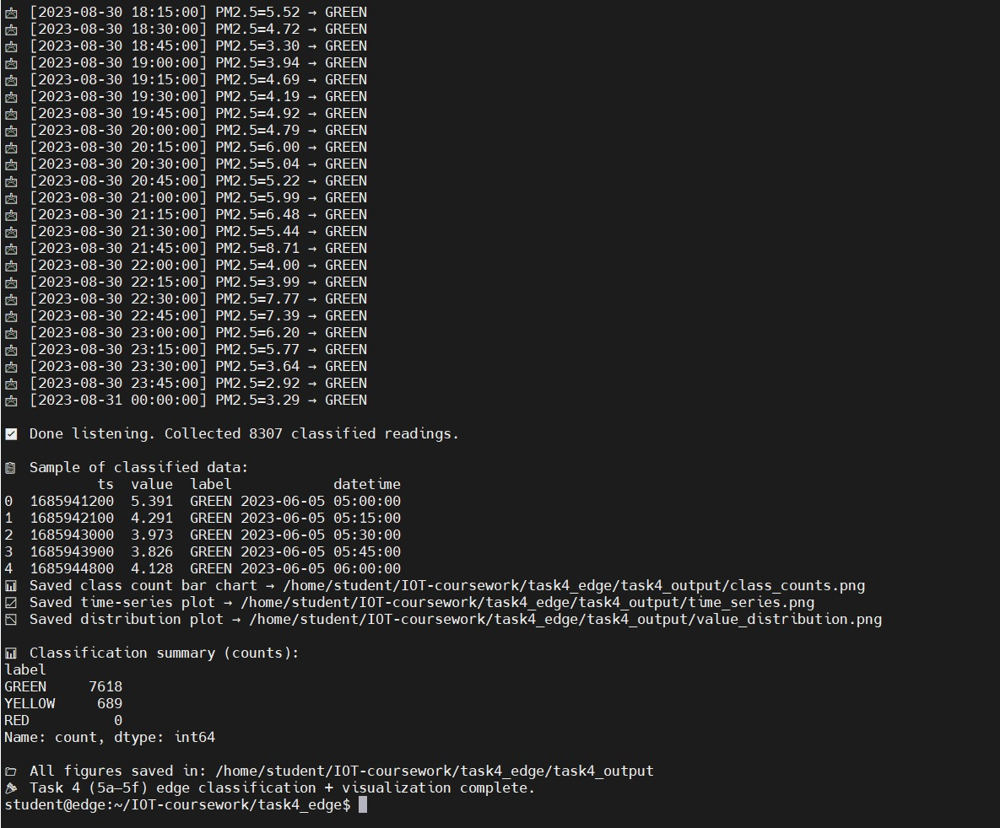 [2023-08-30 18:15:00] PM2.5=5.52 → GREEN
[2023-08-30 18:30:00] PM2.5=4.72 → GREEN
[2023-08-30 18:45:00] PM2.5=3.30 → GREEN
[2023-08-30 19:00:00] PM2.5=3.94 → GREEN
[2023-08-30 19:15:00] PM2.5=4.69 → GREEN
[2023-08-30 19:30:00] PM2.5=4.19 → GREEN
[2023-08-30 19:45:00] PM2.5=4.92 → GREEN
[2023-08-30 20:00:00] PM2.5=4.79 → GREEN
[2023-08-30 20:15:00] PM2.5=6.00 → GREEN
[2023-08-30 20:30:00] PM2.5=5.04 → GREEN
[2023-08-30 20:45:00] PM2.5=5.22 → GREEN
[2023-08-30 21:00:00] PM2.5=5.99 → GREEN
[2023-08-30 21:15:00] PM2.5=6.48 → GREEN
[2023-08-30 21:30:00] PM2.5=5.44 → GREEN
[2023-08-30 21:45:00] PM2.5=8.71 → GREEN
[2023-08-30 22:00:00] PM2.5=4.00 → GREEN
[2023-08-30 22:15:00] PM2.5=3.99 → GREEN
[2023-08-30 22:30:00] PM2.5=7.77 → GREEN
[2023-08-30 22:45:00] PM2.5=7.39 → GREEN
[2023-08-30 23:00:00] PM2.5=6.20 → GREEN
[2023-08-30 23:15:00] PM2.5=5.77 → GREEN
[2023-08-30 23:30:00] PM2.5=3.64 → GREEN
[2023-08-30 23:45:00] PM2.5=2.92 → GREEN
[2023-08-31 00:00:00] PM2.5=3.29 → GREEN
Done listening. Collected 8307 classified readings.
Sample of classified data:
ts value label datetime
0 1685941200 5.391 GREEN 2023-06-05 05:00:00
1 1685942100 4.291 GREEN 2023-06-05 05:15:00
2 1685943000 3.973 GREEN 2023-06-05 05:30:00
3 1685943900 3.826 GREEN 2023-06-05 05:45:00
4 1685944800 4.128 GREEN 2023-06-05 06:00:00
Saved class count bar chart → /home/student/IOT-coursework/task4_edge/task4_output/class_counts.png
Saved time-series plot → /home/student/IOT-coursework/task4_edge/task4_output/time_series.png
Saved distribution plot → /home/student/IOT-coursework/task4_edge/task4_output/value_distribution.png
Classification summary (counts):
label
GREEN 7618
YELLOW 689
RED 0
Name: count, dtype: int64
All figures saved in: /home/student/IOT-coursework/task4_edge/task4_output
Task 4 (5a–5f) edge classification + visualization complete.
student@edge:~/IOT-coursework/task4_edge$